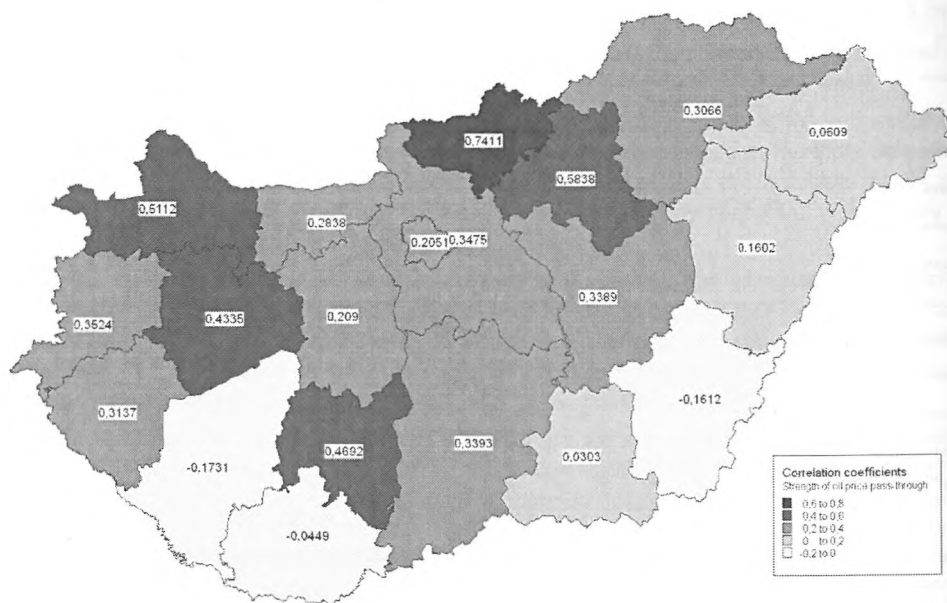 0,3066
0,0609
0,7411
0,5838
0,5112
0,2838
0,2051
0,3475
0,1602
0,3389
0,3524
0,4335
0,209
0,3137
-0,1731
0,4692
0,3393
0,0303
-0,1612
-0,0449
Correlation coefficients
Strength of oil price pass-through
0,6 to 0,8
0,4 to 0,6
0,2 to 0,4
0 to 0,2
-0,2 to 0